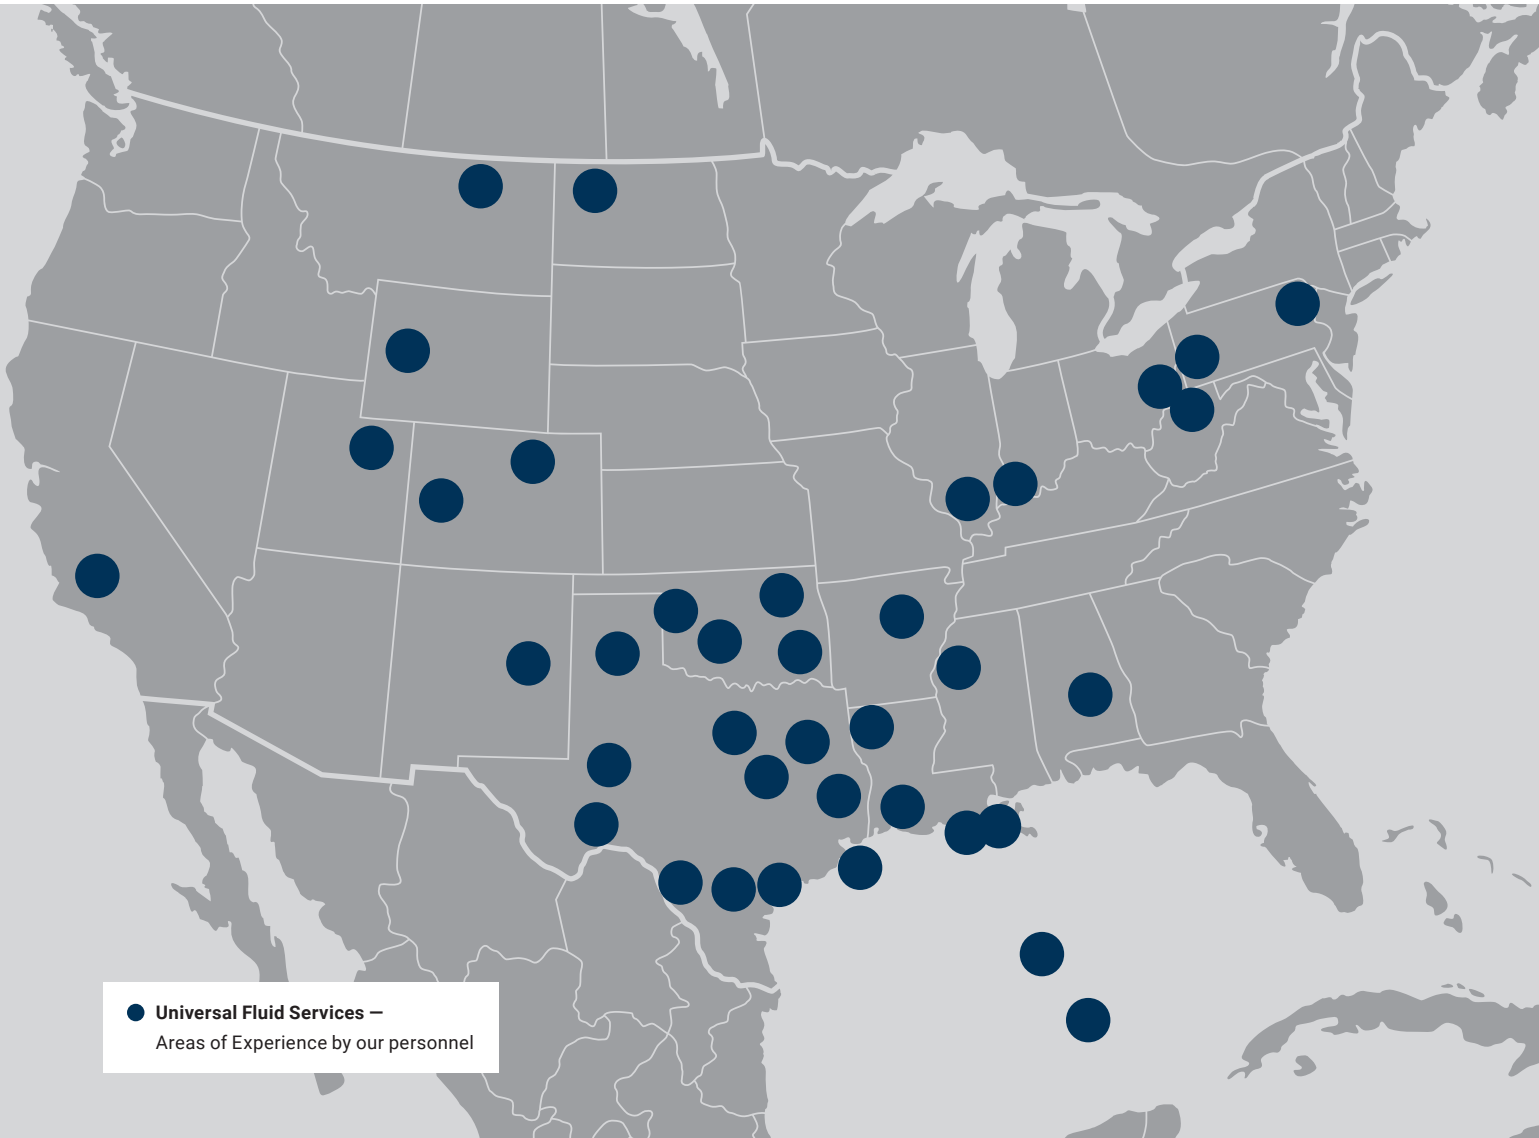 Universal Fluid Services —
Areas of Experience by our personnel